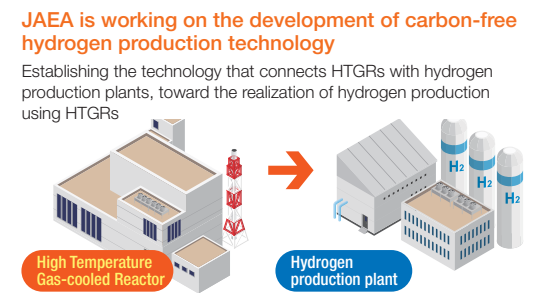 JAEA is working on the development of carbon-free
hydrogen production technology
Establishing the technology that connects HTGRs with hydrogen
production plants, toward the realization of hydrogen production
using HTGRs
H2
H2
H2
High Temperature
Gas-cooled Reactor
Hydrogen
production plant